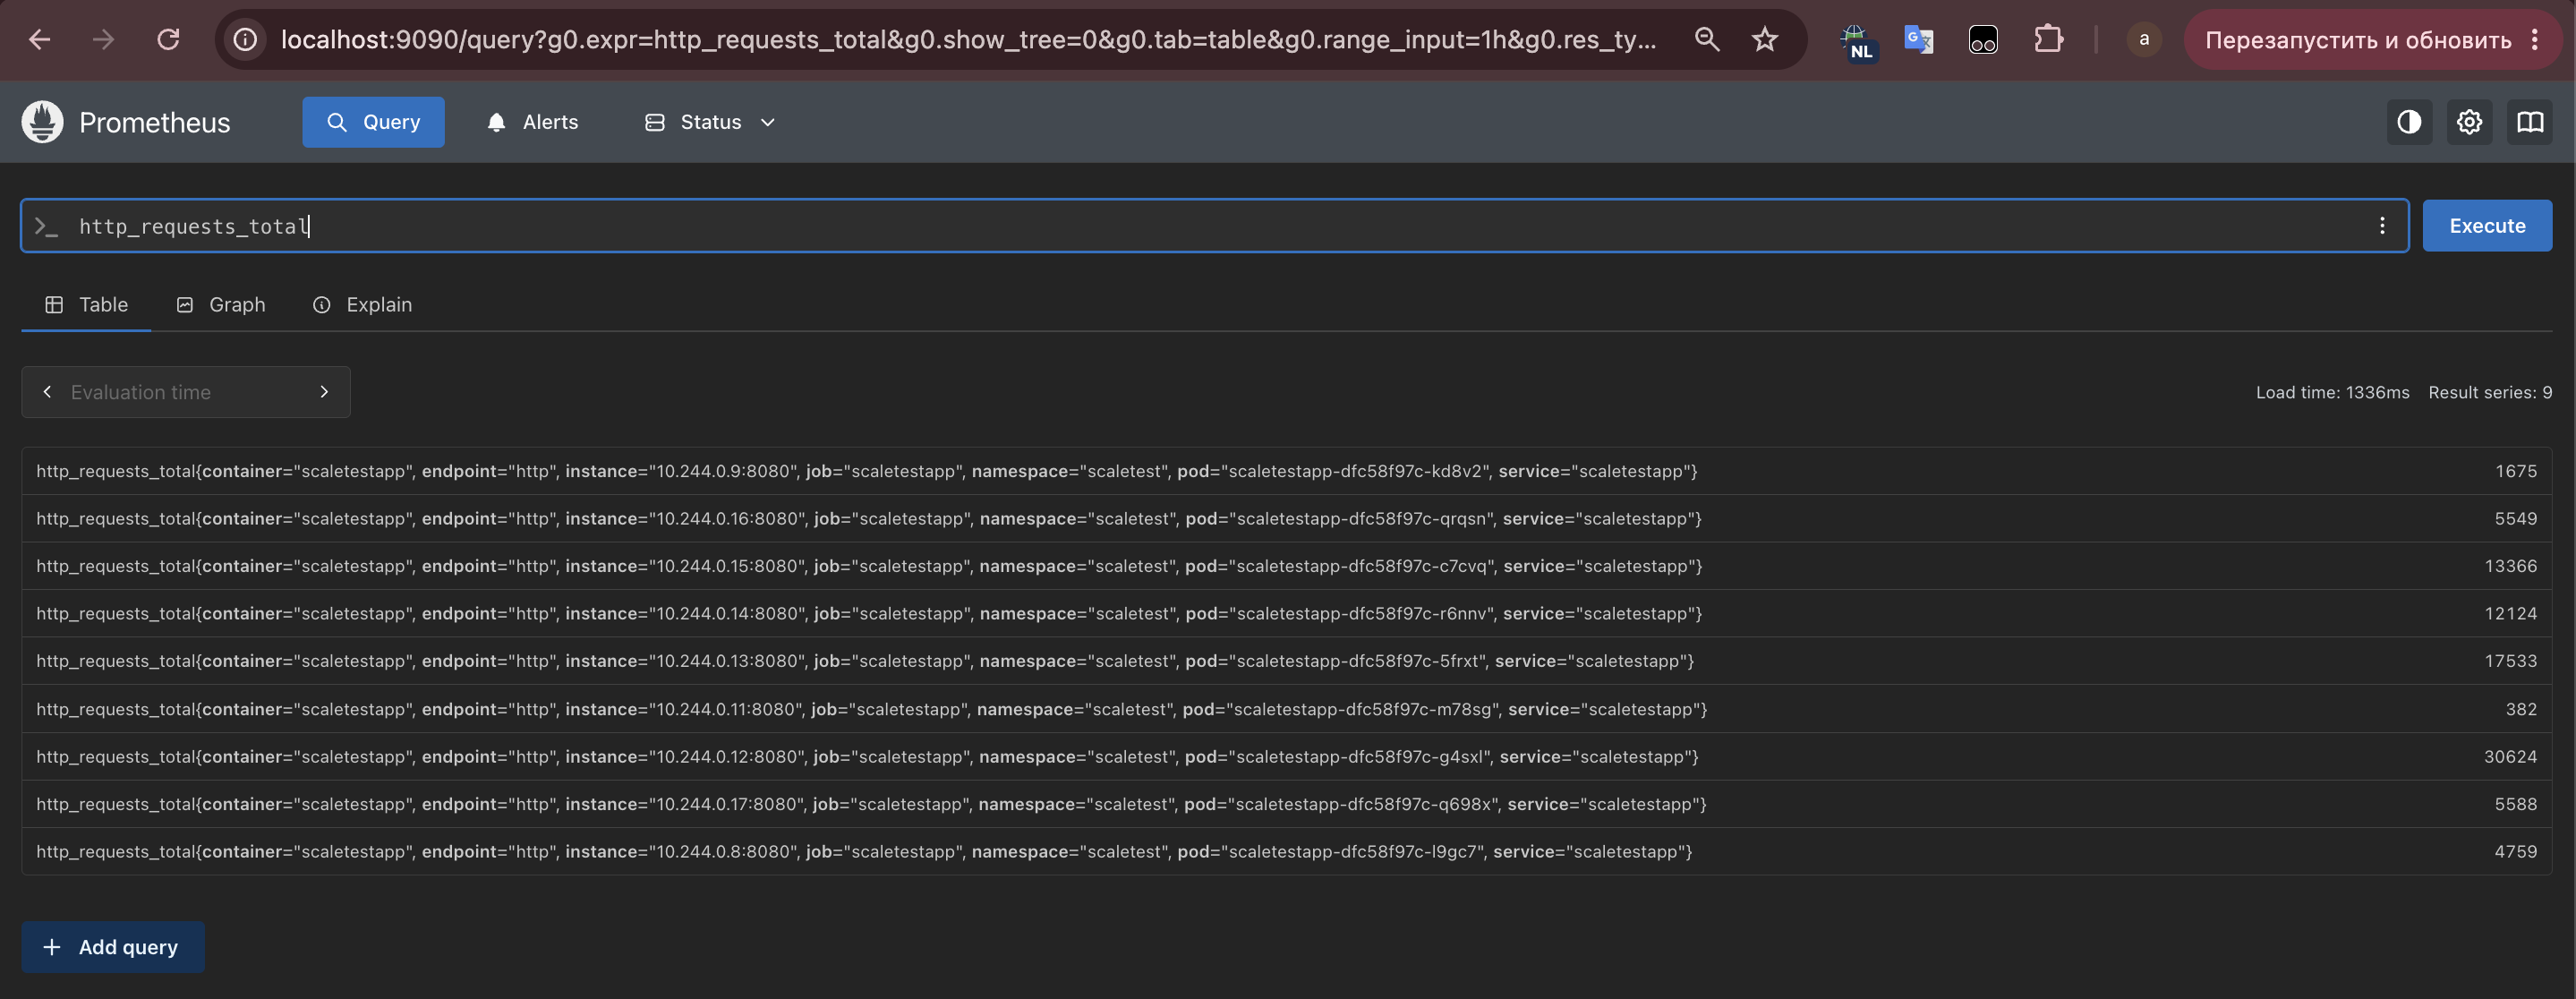 localhost:9090/query?g0.expr=http_requests_total&g0.show_tree=0&g0.tab=table&g0.range_input=1h&g0.res_ty...
NL
G
a
Перезапустить и обновить
Prometheus
Query
Alerts
Status
>_ http_requests_total
Execute
Table
Graph
Explain
Evaluation time
Load time: 1336ms Result series: 9
http_requests_total{container="scaletestapp", endpoint="http", instance="10.244.0.9:8080", job="scaletestapp", namespace="scaletest", pod="scaletestapp-dfc58f97c-kd8v2", service="scaletestapp"} 1675
http_requests_total{container="scaletestapp", endpoint="http", instance="10.244.0.16:8080", job="scaletestapp", namespace="scaletest", pod="scaletestapp-dfc58f97c-qrqsn", service="scaletestapp"} 5549
http_requests_total{container="scaletestapp", endpoint="http", instance="10.244.0.15:8080", job="scaletestapp", namespace="scaletest", pod="scaletestapp-dfc58f97c-c7cvq", service="scaletestapp"} 13366
http_requests_total{container="scaletestapp", endpoint="http", instance="10.244.0.14:8080", job="scaletestapp", namespace="scaletest", pod="scaletestapp-dfc58f97c-r6nnv", service="scaletestapp"} 12124
http_requests_total{container="scaletestapp", endpoint="http", instance="10.244.0.13:8080", job="scaletestapp", namespace="scaletest", pod="scaletestapp-dfc58f97c-5frxt", service="scaletestapp"} 17533
http_requests_total{container="scaletestapp", endpoint="http", instance="10.244.0.11:8080", job="scaletestapp", namespace="scaletest", pod="scaletestapp-dfc58f97c-m78sg", service="scaletestapp"} 382
http_requests_total{container="scaletestapp", endpoint="http", instance="10.244.0.12:8080", job="scaletestapp", namespace="scaletest", pod="scaletestapp-dfc58f97c-g4sxl", service="scaletestapp"} 30624
http_requests_total{container="scaletestapp", endpoint="http", instance="10.244.0.17:8080", job="scaletestapp", namespace="scaletest", pod="scaletestapp-dfc58f97c-q698x", service="scaletestapp"} 5588
http_requests_total{container="scaletestapp", endpoint="http", instance="10.244.0.8:8080", job="scaletestapp", namespace="scaletest", pod="scaletestapp-dfc58f97c-l9gc7", service="scaletestapp"} 4759
Add query